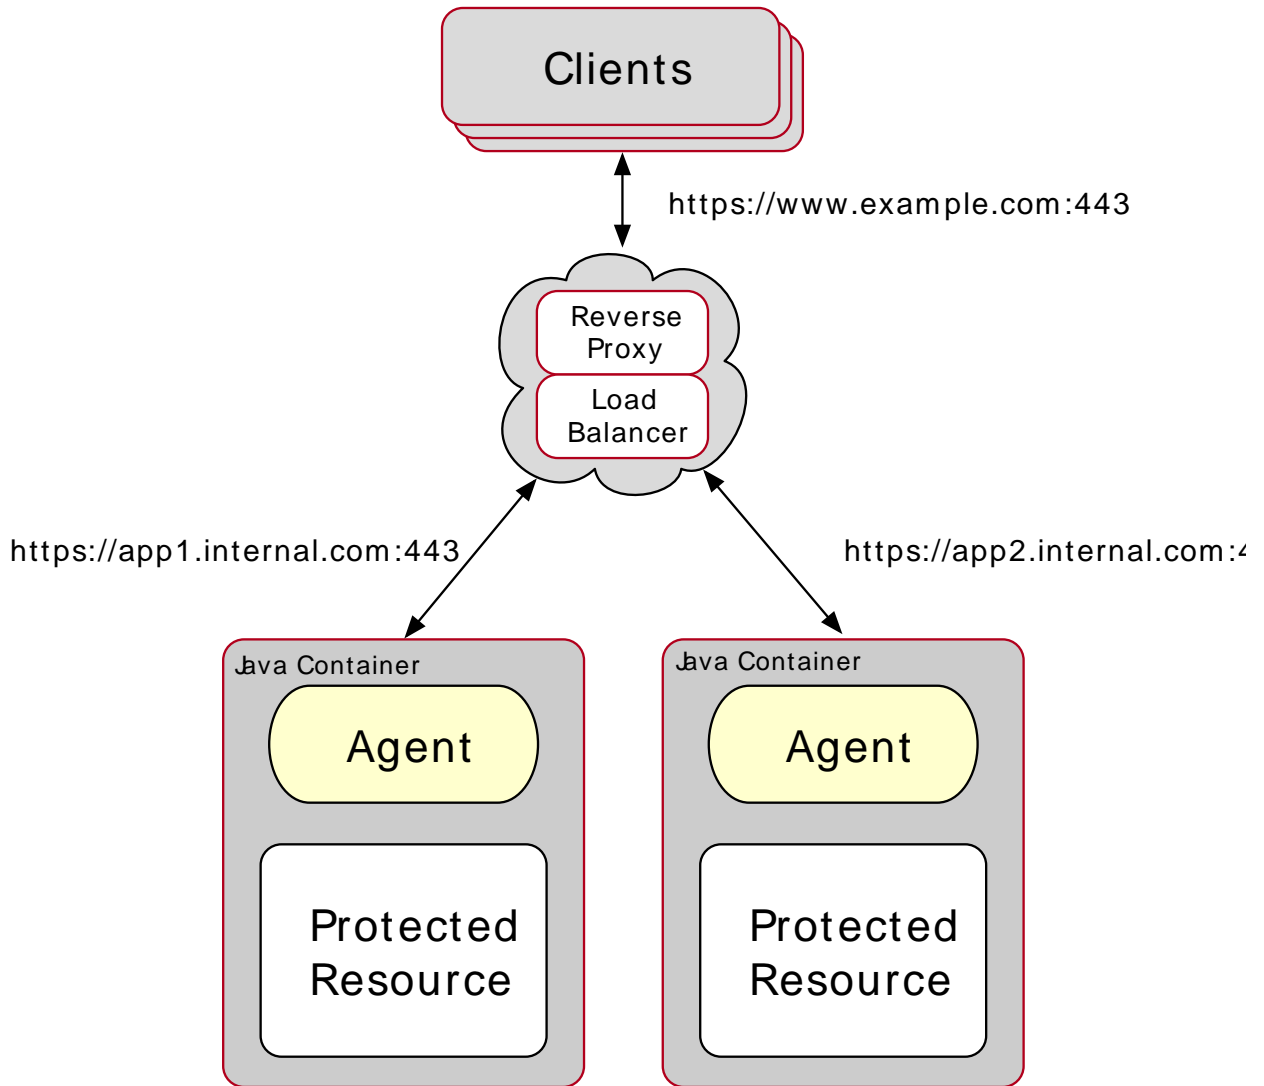 Clients
https://www.example.com:443
Reverse
Proxy
Load
Balancer
https://app1.internal.com:443
https://app2.internal.com:
Java Container
Java Container
Agent
Agent
Protected
Resource
Protected
Resource